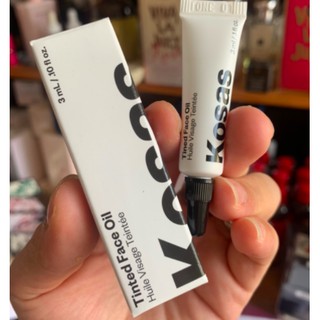 3 mL / .10 fl oz.
Kosas
Tinted Face Oil
Huile Visage Teintée
Kosas
Tinted Face Oil
Huile Visage Teintée